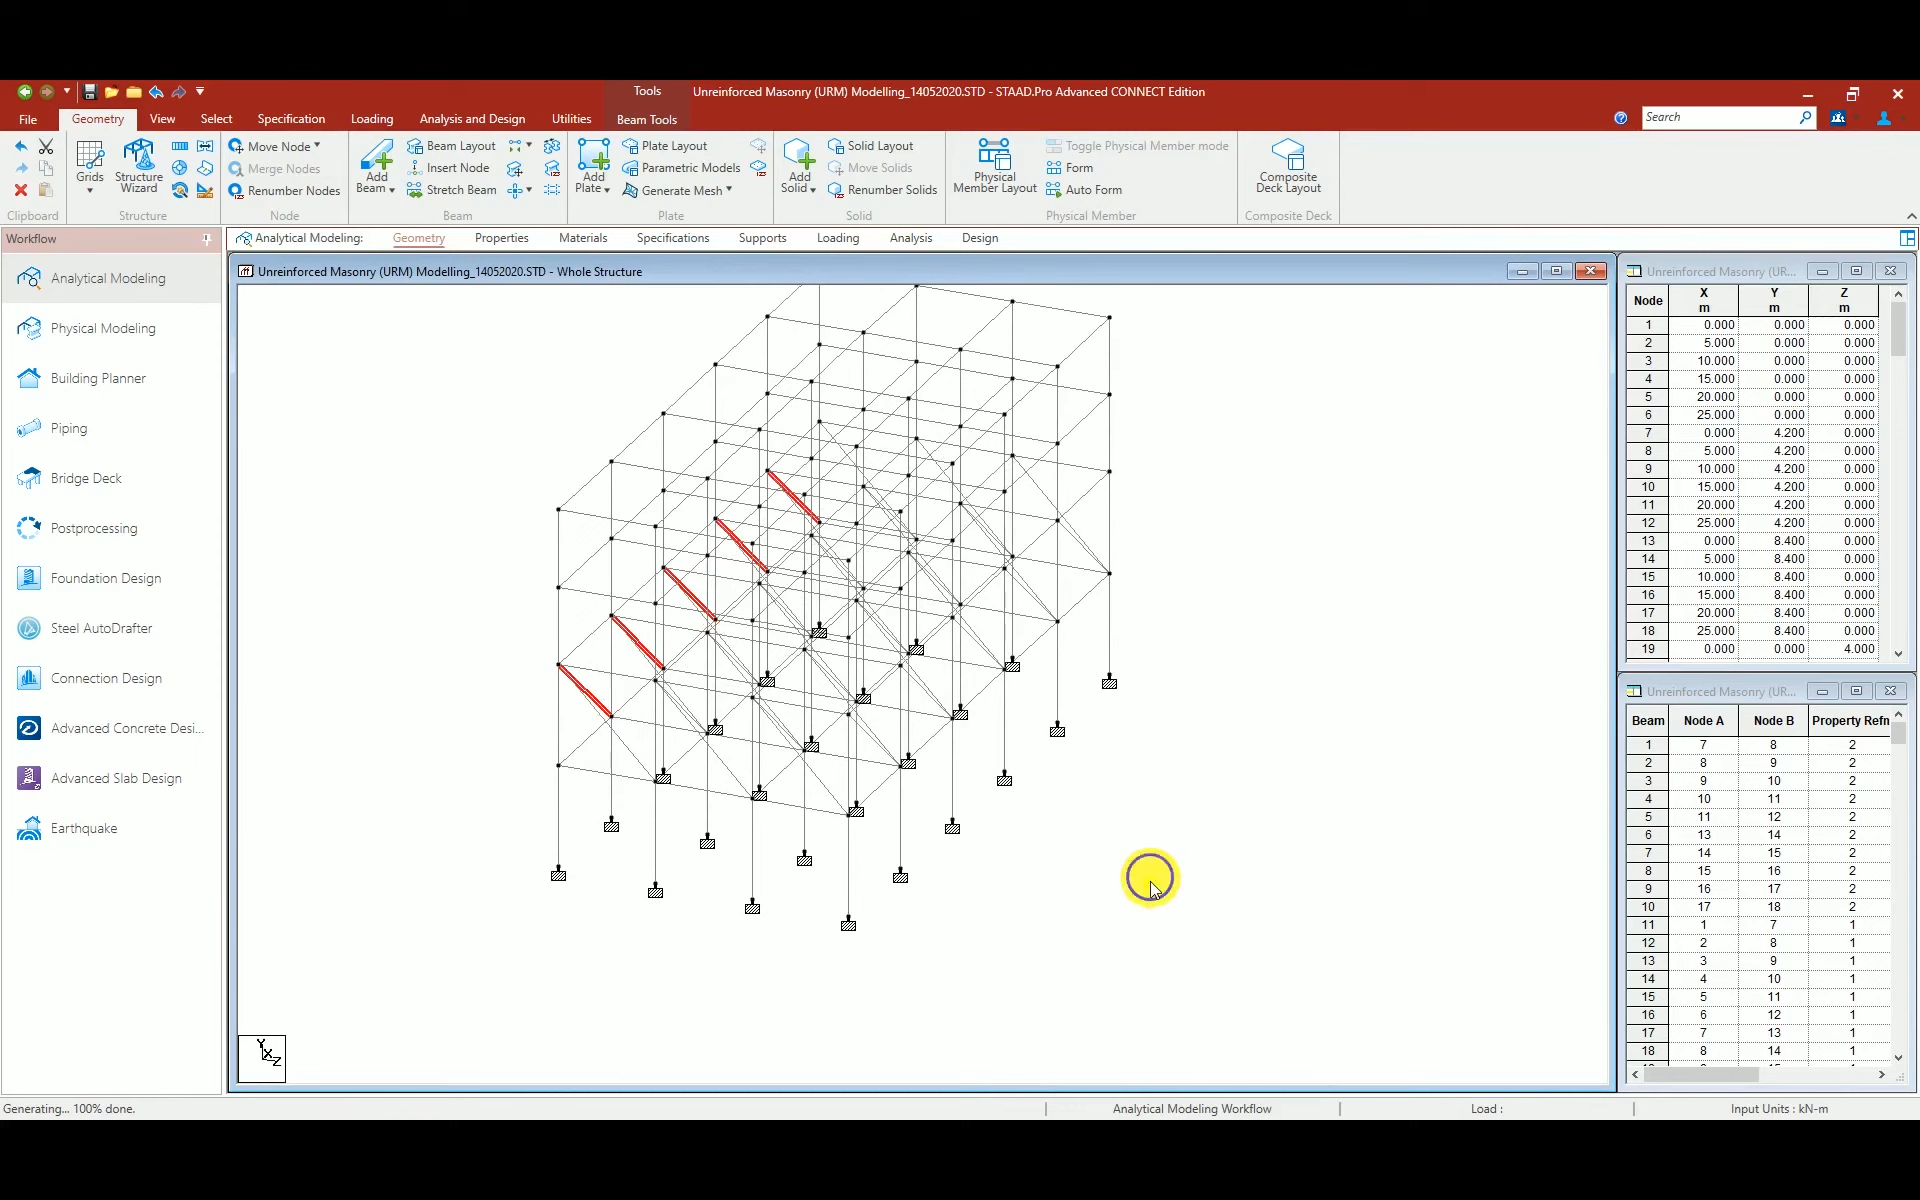 Tools
Unreinforced Masonry (URM) Modelling_14052020.STD - STAAD.Pro Advanced CONNECT Edition
File
Geometry
View
Select
Specification
Loading
Analysis and Design
Utilities
Beam Tools
Search
Grids
Structure Wizard
Move Node
Merge Nodes
Renumber Nodes
Add Beam
Beam Layout
Insert Node
Stretch Beam
Add Plate
Plate Layout
Parametric Models
Generate Mesh
Add Solid
Solid Layout
Move Solids
Renumber Solids
Physical Member Layout
Toggle Physical Member mode
Form
Auto Form
Composite Deck Layout
Clipboard
Structure
Node
Beam
Plate
Solid
Physical Member
Composite Deck
Workflow
Analytical Modeling
Physical Modeling
Building Planner
Piping
Bridge Deck
Postprocessing
Foundation Design
Steel AutoDrafter
Connection Design
Advanced Concrete Desi...
Advanced Slab Design
Earthquake
Analytical Modeling:
Geometry
Properties
Materials
Specifications
Supports
Loading
Analysis
Design
Unreinforced Masonry (URM) Modelling_14052020.STD - Whole Structure
Y
X
Z
Unreinforced Masonry (UR...
Node X m Y m Z m
1 0.000 0.000 0.000
2 5.000 0.000 0.000
3 10.000 0.000 0.000
4 15.000 0.000 0.000
5 20.000 0.000 0.000
6 25.000 0.000 0.000
7 0.000 4.200 0.000
8 5.000 4.200 0.000
9 10.000 4.200 0.000
10 15.000 4.200 0.000
11 20.000 4.200 0.000
12 25.000 4.200 0.000
13 0.000 8.400 0.000
14 5.000 8.400 0.000
15 10.000 8.400 0.000
16 15.000 8.400 0.000
17 20.000 8.400 0.000
18 25.000 8.400 0.000
19 0.000 0.000 4.000
Unreinforced Masonry (UR...
Beam Node A Node B Property Refn
1 7 8 2
2 8 9 2
3 9 10 2
4 10 11 2
5 11 12 2
6 13 14 2
7 14 15 2
8 15 16 2
9 16 17 2
10 17 18 2
11 1 7 1
12 2 8 1
13 3 9 1
14 4 10 1
15 5 11 1
16 6 12 1
17 7 13 1
18 8 14 1
Generating... 100% done.
Analytical Modeling Workflow
Load :
Input Units : kN-m